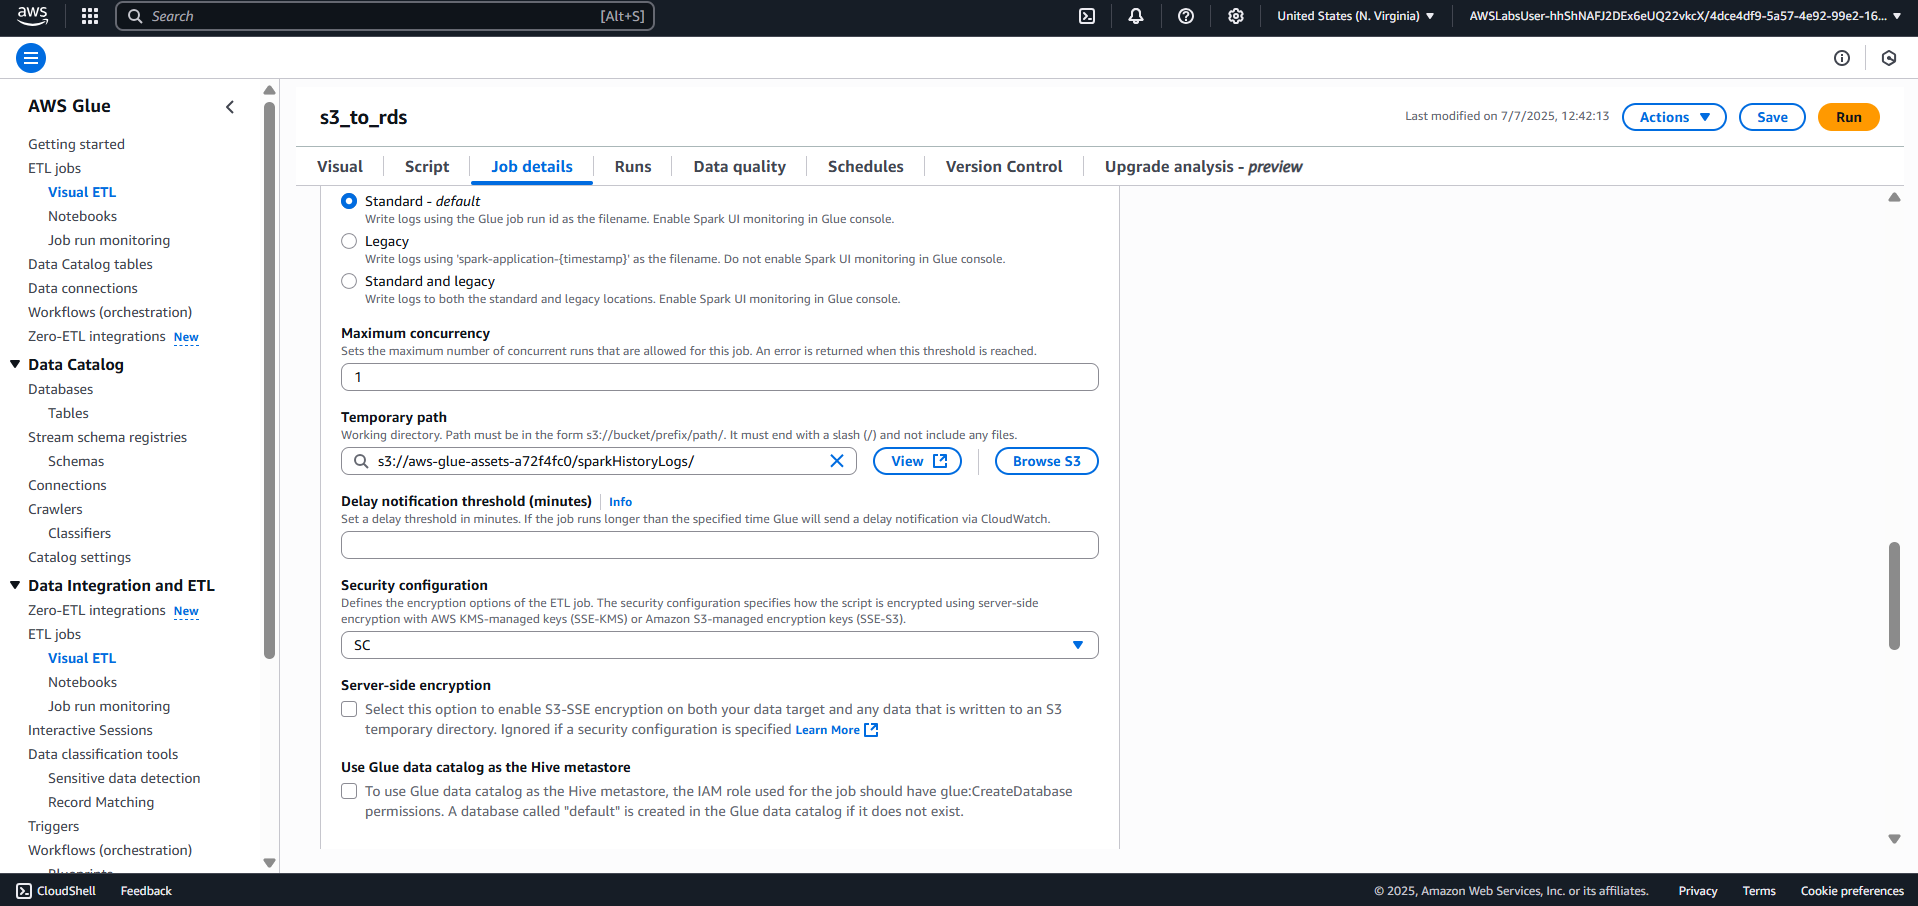 aws
Search
[Alt+S]
United States (N. Virginia)
AWSLabsUser-hhShNAFJ2DEx6eUQ22vkcX/4dce4df9-5a57-4e92-99e2-16...
AWS Glue
Getting started
ETL jobs
Visual ETL
Notebooks
Job run monitoring
Data Catalog tables
Data connections
Workflows (orchestration)
Zero-ETL integrations New
Data Catalog
Databases
Tables
Stream schema registries
Schemas
Connections
Crawlers
Classifiers
Catalog settings
Data Integration and ETL
Zero-ETL integrations New
ETL jobs
Visual ETL
Notebooks
Job run monitoring
Interactive Sessions
Data classification tools
Sensitive data detection
Record Matching
Triggers
Workflows (orchestration)
s3_to_rds
Last modified on 7/7/2025, 12:42:13
Actions
Save
Run
Visual
Script
Job details
Runs
Data quality
Schedules
Version Control
Upgrade analysis - preview
Standard - default
Write logs using the Glue job run id as the filename. Enable Spark UI monitoring in Glue console.
Legacy
Write logs using 'spark-application-{timestamp}' as the filename. Do not enable Spark UI monitoring in Glue console.
Standard and legacy
Write logs to both the standard and legacy locations. Enable Spark UI monitoring in Glue console.
Maximum concurrency
Sets the maximum number of concurrent runs that are allowed for this job. An error is returned when this threshold is reached.
1
Temporary path
Working directory. Path must be in the form s3://bucket/prefix/path/. It must end with a slash (/) and not include any files.
s3://aws-glue-assets-a72f4fc0/sparkHistoryLogs/
View
Browse S3
Delay notification threshold (minutes)
Info
Set a delay threshold in minutes. If the job runs longer than the specified time Glue will send a delay notification via CloudWatch.
Security configuration
Defines the encryption options of the ETL job. The security configuration specifies how the script is encrypted using server-side
encryption with AWS KMS-managed keys (SSE-KMS) or Amazon S3-managed encryption keys (SSE-S3).
SC
Server-side encryption
Select this option to enable S3-SSE encryption on both your data target and any data that is written to an S3
temporary directory. Ignored if a security configuration is specified Learn More
Use Glue data catalog as the Hive metastore
To use Glue data catalog as the Hive metastore, the IAM role used for the job should have glue:CreateDatabase
permissions. A database called "default" is created in the Glue data catalog if it does not exist.
CloudShell
Feedback
© 2025, Amazon Web Services, Inc. or its affiliates.
Privacy
Terms
Cookie preferences